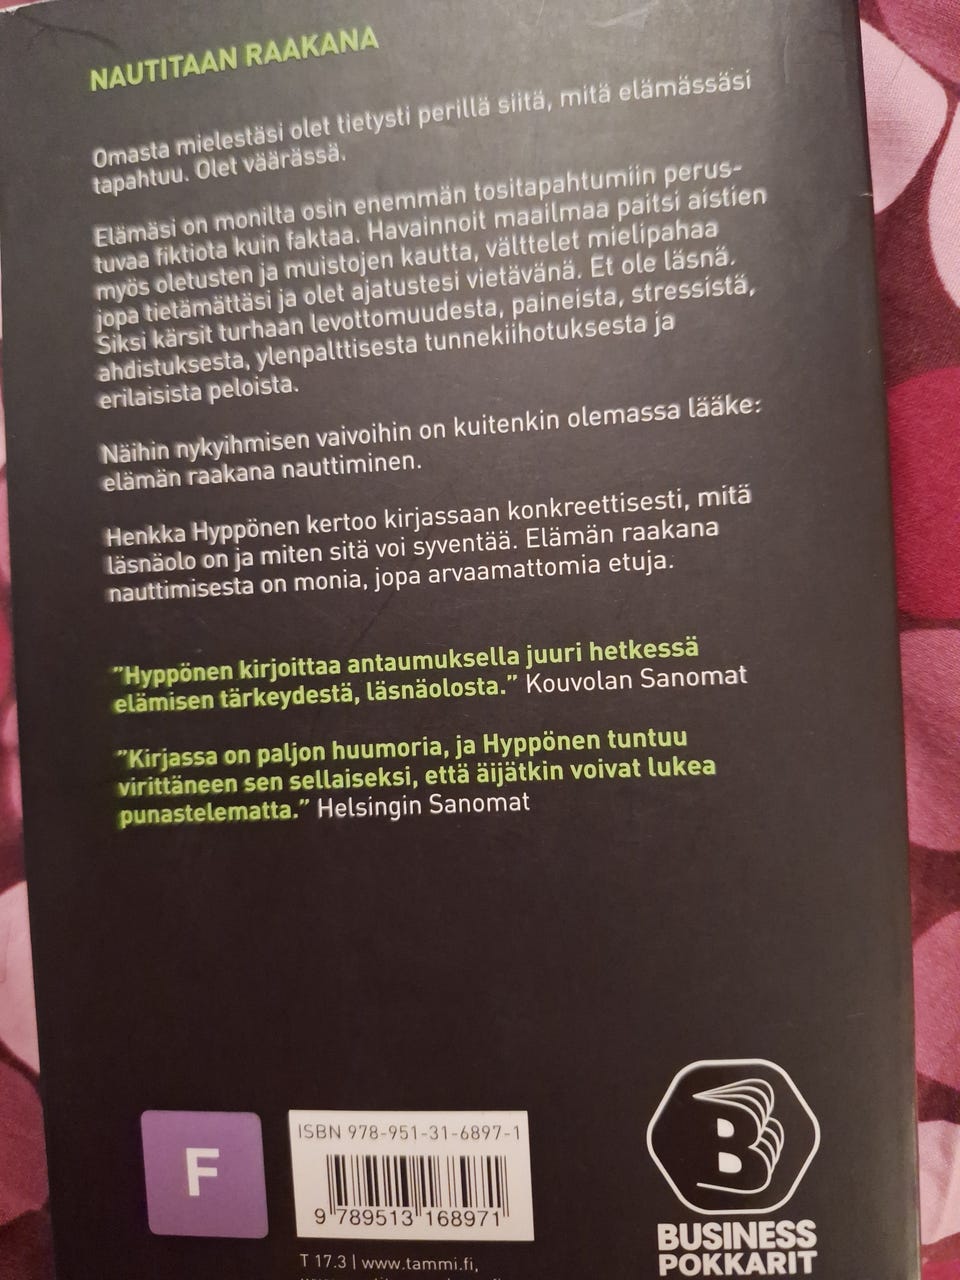 NAUTITAAN RAAKANA
Omasta mielestäsi olet tietysti perillä siitä, mitä elämässäsi
tapahtuu. Olet väärässä.
Elämäsi on monilta osin enemmän tositapahtumiin perus-
tuvaa fiktiota kuin faktaa. Havainnoit maailmaa paitsi aistien
myös oletusten ja muistojen kautta, välttelet mielipahaa
jopa tietämättäsi ja olet ajatustesi vietävänä. Et ole läsnä.
Siksi kärsit turhaan levottomuudesta, paineista, stressistä,
ahdistuksesta, ylenpalttisesta tunnekiihotuksesta ja
erilaisista peloista.
Näihin nykyihmisen vaivoihin on kuitenkin olemassa lääke:
elämän raakana nauttiminen.
Henkka Hyppönen kertoo kirjassaan konkreettisesti, mitä
läsnäolo on ja miten sitä voi syventää. Elämän raakana
nauttimisesta on monia, jopa arvaamattomia etuja.
"Hyppönen kirjoittaa antaumuksella juuri hetkessä
elämisen tärkeydestä, läsnäolosta." Kouvolan Sanomat
"Kirjassa on paljon huumoria, ja Hyppönen tuntuu
virittäneen sen sellaiseksi, että äijätkin voivat lukea
punastelematta." Helsingin Sanomat
F
ISBN 978-951-31-6897-1
9 789513 168971
T 17.3 | www.tammi.fi,
B
BUSINESS
POKKARIT